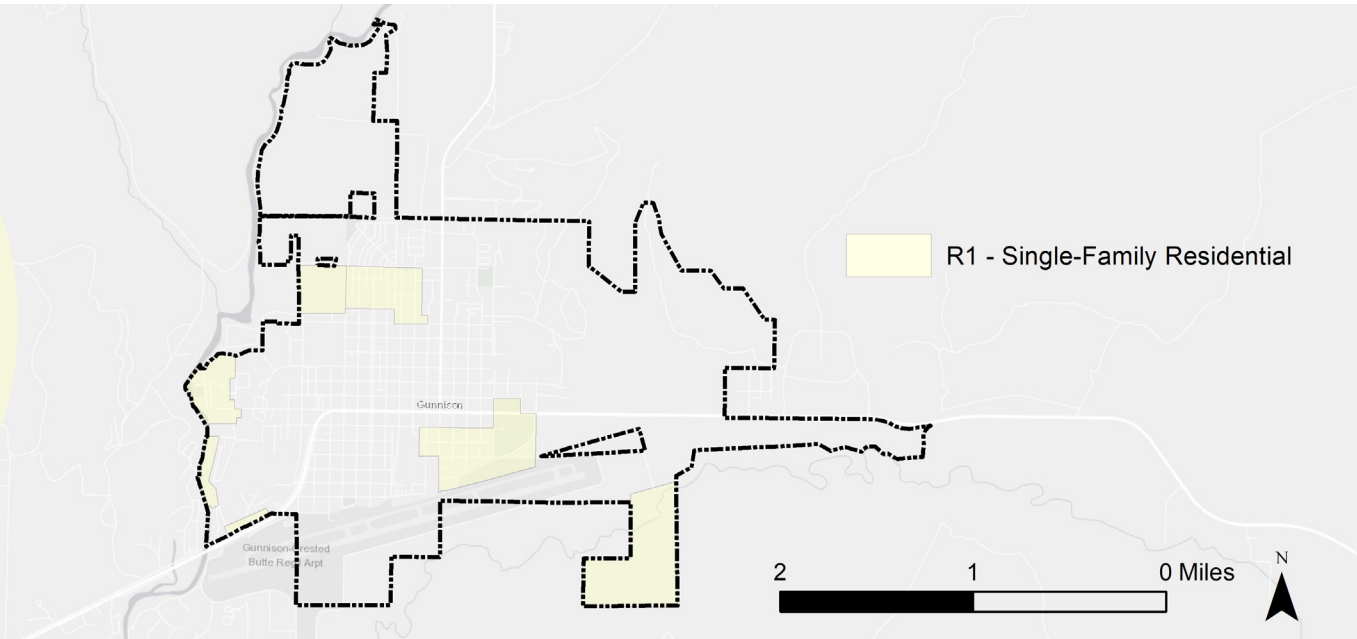 R1 - Single-Family Residential
Gunnison
Gunnison-Crested
Butte Regl Arpt
2 1 0 Miles
N